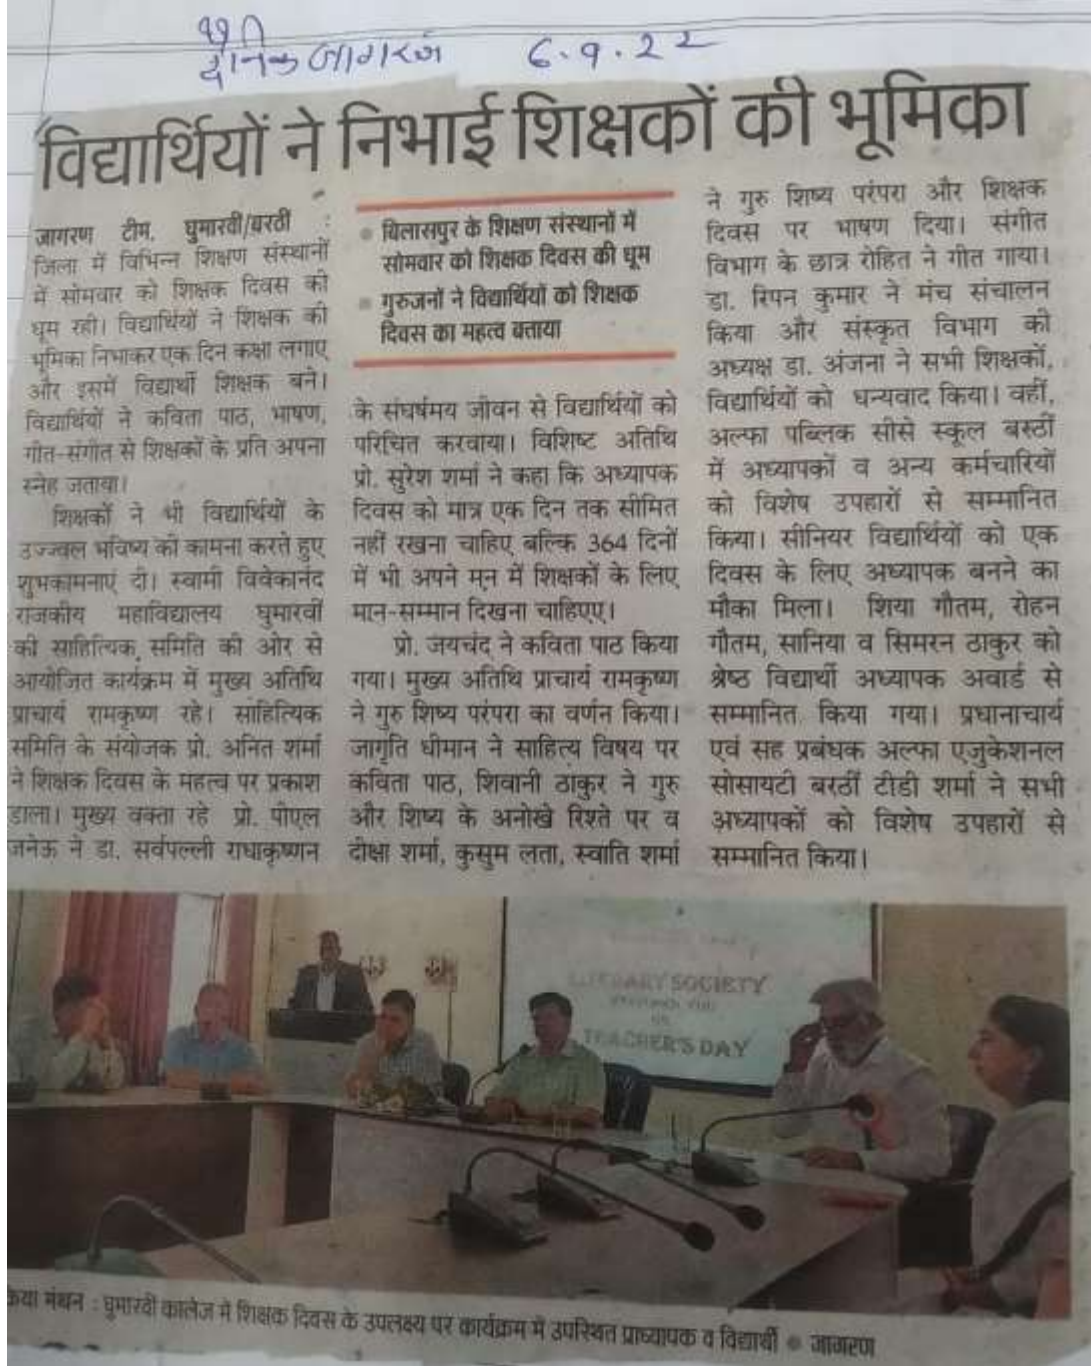 दैनिक जागरण 6.9.22
विद्यार्थियों ने निभाई शिक्षकों की भूमिका
जागरण टीम, घुमारवीं/बरठीं :
जिला में विभिन्न शिक्षण संस्थानों
में सोमवार को शिक्षक दिवस की
धूम रही। विद्यार्थियों ने शिक्षक की
भूमिका निभाकर एक दिन कक्षा लगाए
और इसमें विद्यार्थी शिक्षक बने।
विद्यार्थियों ने कविता पाठ, भाषण,
गीत-संगीत से शिक्षकों के प्रति अपना
स्नेह जताया।
शिक्षकों ने भी विद्यार्थियों के
उज्ज्वल भविष्य की कामना करते हुए
शुभकामनाएं दी। स्वामी विवेकानंद
राजकीय महाविद्यालय घुमारवीं
की साहित्यिक समिति की ओर से
आयोजित कार्यक्रम में मुख्य अतिथि
प्राचार्य रामकृष्ण रहे। साहित्यिक
समिति के संयोजक प्रो. अनित शर्मा
ने शिक्षक दिवस के महत्व पर प्रकाश
डाला। मुख्य वक्ता रहे प्रो. पीएल
जनेऊ ने डा. सर्वपल्ली राधाकृष्णन
बिलासपुर के शिक्षण संस्थानों में
सोमवार को शिक्षक दिवस की धूम
गुरुजनों ने विद्यार्थियों को शिक्षक
दिवस का महत्व बताया
के संघर्षमय जीवन से विद्यार्थियों को
परिचित करवाया। विशिष्ट अतिथि
प्रो. सुरेश शर्मा ने कहा कि अध्यापक
दिवस को मात्र एक दिन तक सीमित
नहीं रखना चाहिए बल्कि 364 दिनों
में भी अपने मन में शिक्षकों के लिए
मान-सम्मान दिखना चाहिएए।
प्रो. जयचंद ने कविता पाठ किया
गया। मुख्य अतिथि प्राचार्य रामकृष्ण
ने गुरु शिष्य परंपरा का वर्णन किया।
जागृति धीमान ने साहित्य विषय पर
कविता पाठ, शिवानी ठाकुर ने गुरु
और शिष्य के अनोखे रिश्ते पर व
दीक्षा शर्मा, कुसुम लता, स्वाति शर्मा
ने गुरु शिष्य परंपरा और शिक्षक
दिवस पर भाषण दिया। संगीत
विभाग के छात्र रोहित ने गीत गाया।
डा. रिपन कुमार ने मंच संचालन
किया और संस्कृत विभाग की
अध्यक्ष डा. अंजना ने सभी शिक्षकों,
विद्यार्थियों को धन्यवाद किया। वहीं,
अल्फा पब्लिक सीसे स्कूल बरठीं
में अध्यापकों व अन्य कर्मचारियों
को विशेष उपहारों से सम्मानित
किया। सीनियर विद्यार्थियों को एक
दिवस के लिए अध्यापक बनने का
मौका मिला। शिया गौतम, रोहन
गौतम, सानिया व सिमरन ठाकुर को
श्रेष्ठ विद्यार्थी अध्यापक अवार्ड से
सम्मानित किया गया। प्रधानाचार्य
एवं सह प्रबंधक अल्फा एजुकेशनल
सोसायटी बरठीं टीडी शर्मा ने सभी
अध्यापकों को विशेष उपहारों से
सम्मानित किया।
LITERARY SOCIETY
TEACHER'S DAY
किया मंथन : घुमारवीं कालेज में शिक्षक दिवस के उपलक्ष्य पर कार्यक्रम में उपस्थित प्राध्यापक व विद्यार्थी ● जागरण